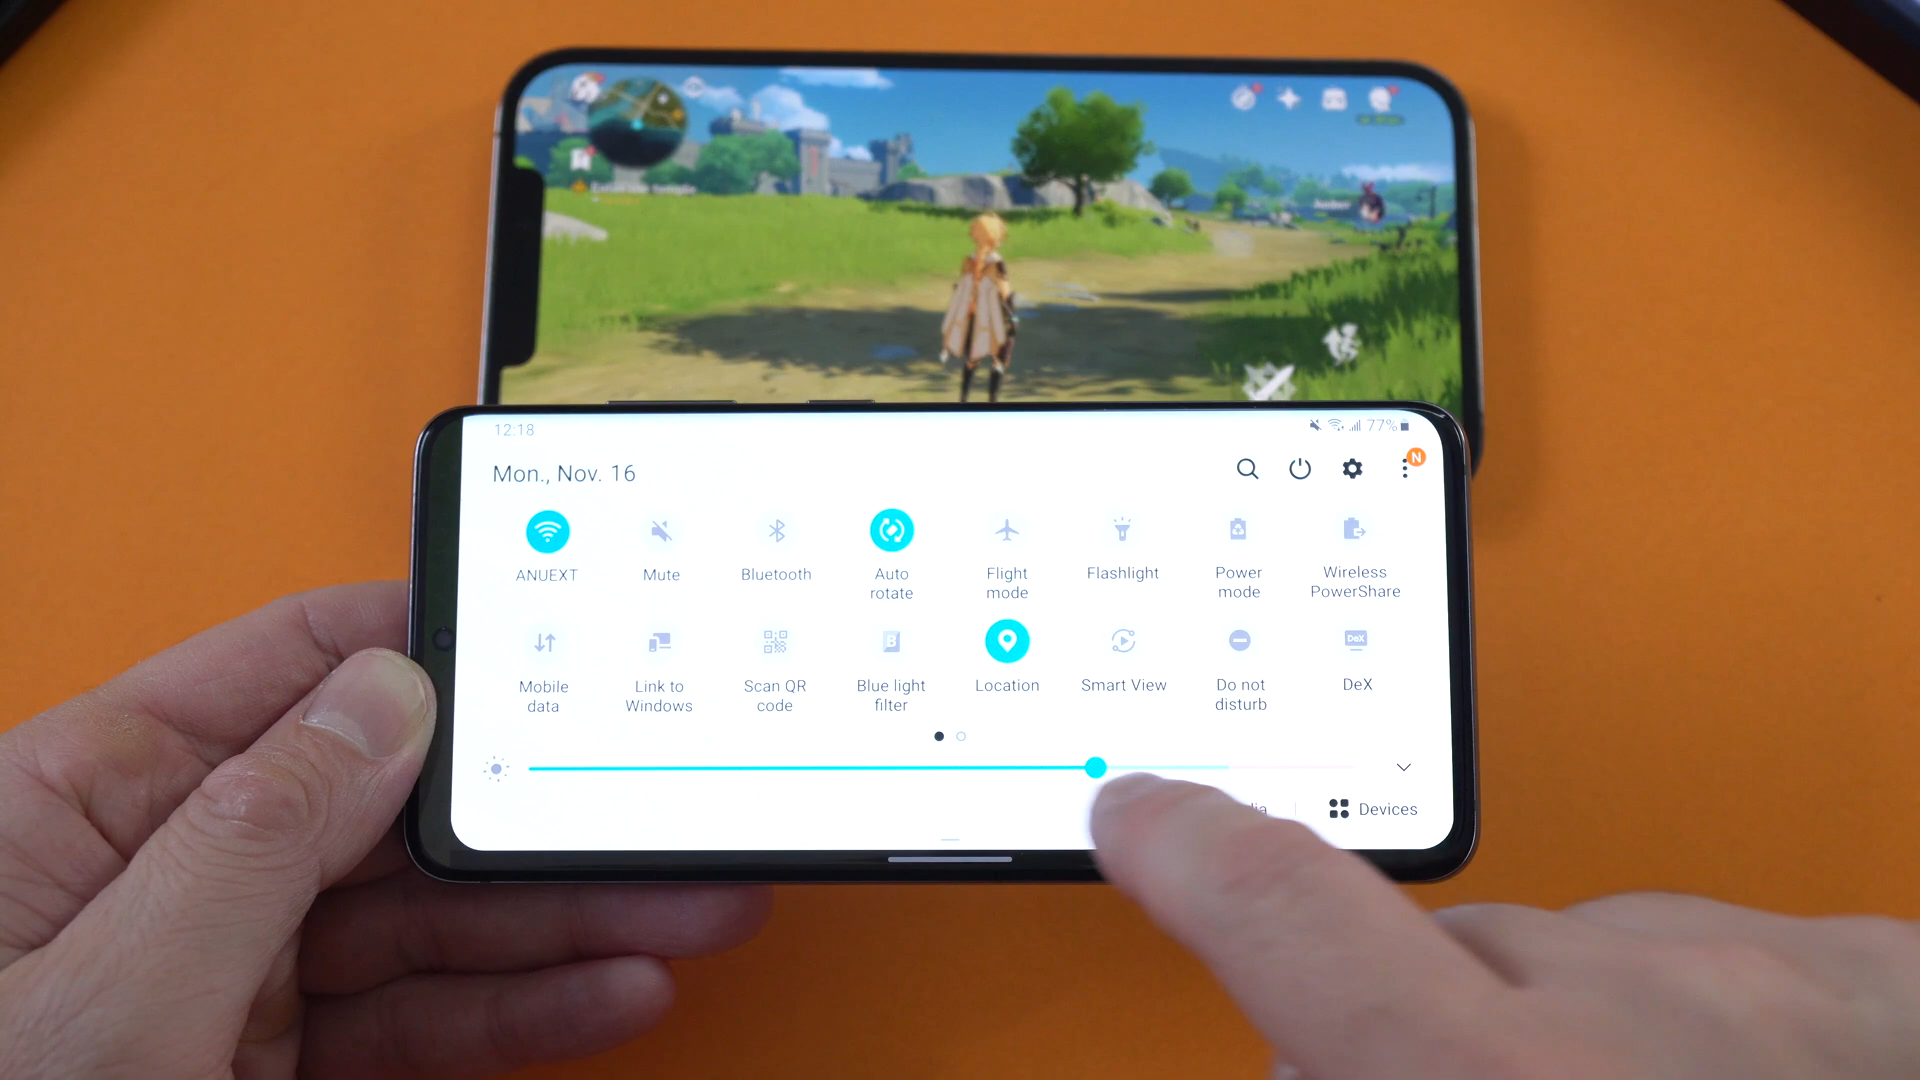 12:18
77%
Mon., Nov. 16
N
ANUEXT
Mute
Bluetooth
Auto
rotate
Flight
mode
Flashlight
Power
mode
Wireless
PowerShare
Mobile
data
Link to
Windows
Scan QR
code
B
Blue light
filter
Location
Smart View
Do not
disturb
DeX
DeX
Devices